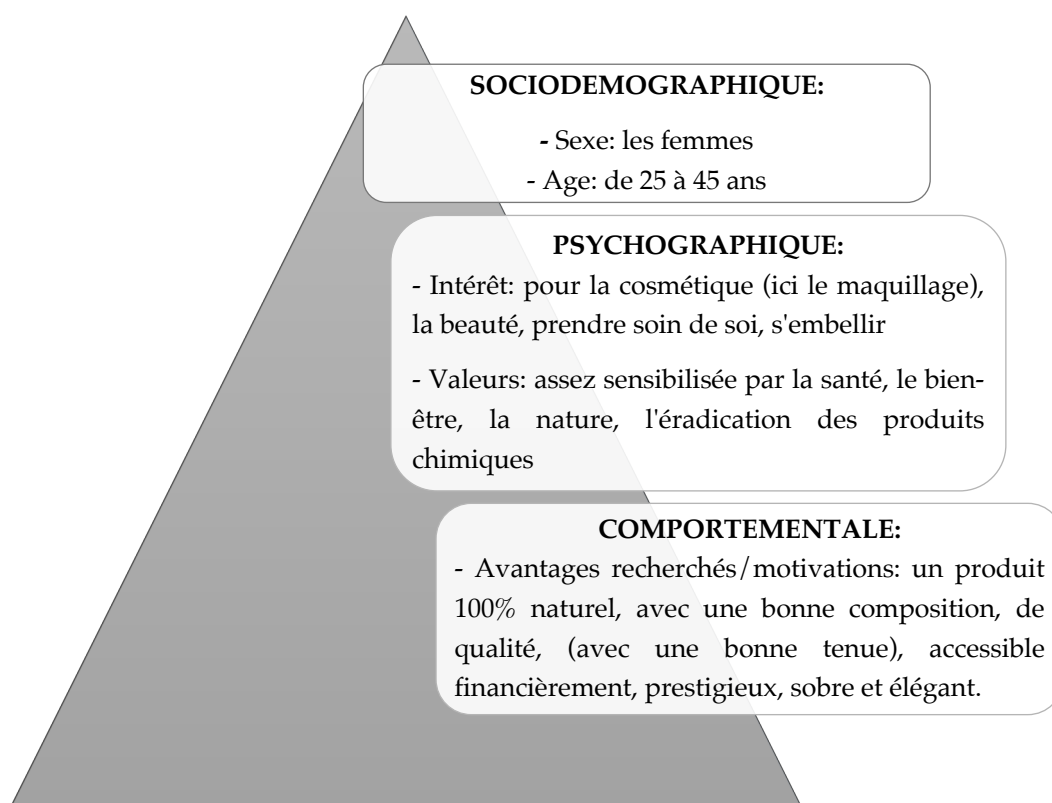 SOCIODEMOGRAPHIQUE:
- Sexe: les femmes
- Age: de 25 à 45 ans
PSYCHOGRAPHIQUE:
- Intérêt: pour la cosmétique (ici le maquillage),
la beauté, prendre soin de soi, s'embellir
- Valeurs: assez sensibilisée par la santé, le bien-
être, la nature, l'éradication des produits
chimiques
COMPORTEMENTALE:
- Avantages recherchés/motivations: un produit
100% naturel, avec une bonne composition, de
qualité, (avec une bonne tenue), accessible
financièrement, prestigieux, sobre et élégant.